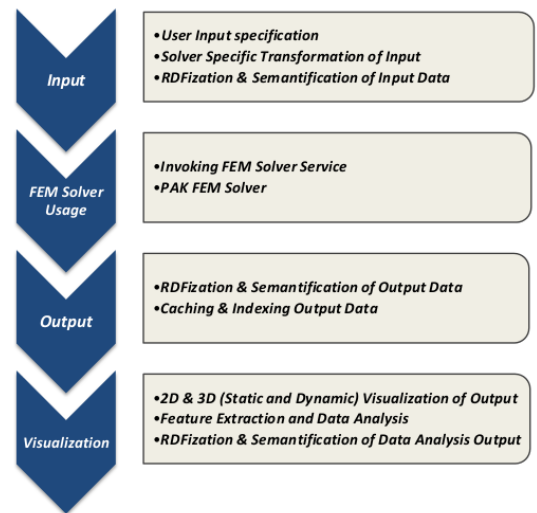 Input
•User Input specification
•Solver Specific Transformation of Input
•RDFization & Semantification of Input Data
FEM Solver
Usage
•Invoking FEM Solver Service
•PAK FEM Solver
Output
•RDFization & Semantification of Output Data
•Caching & Indexing Output Data
Visualization
•2D & 3D (Static and Dynamic) Visualization of Output
•Feature Extraction and Data Analysis
•RDFization & Semantification of Data Analysis Output